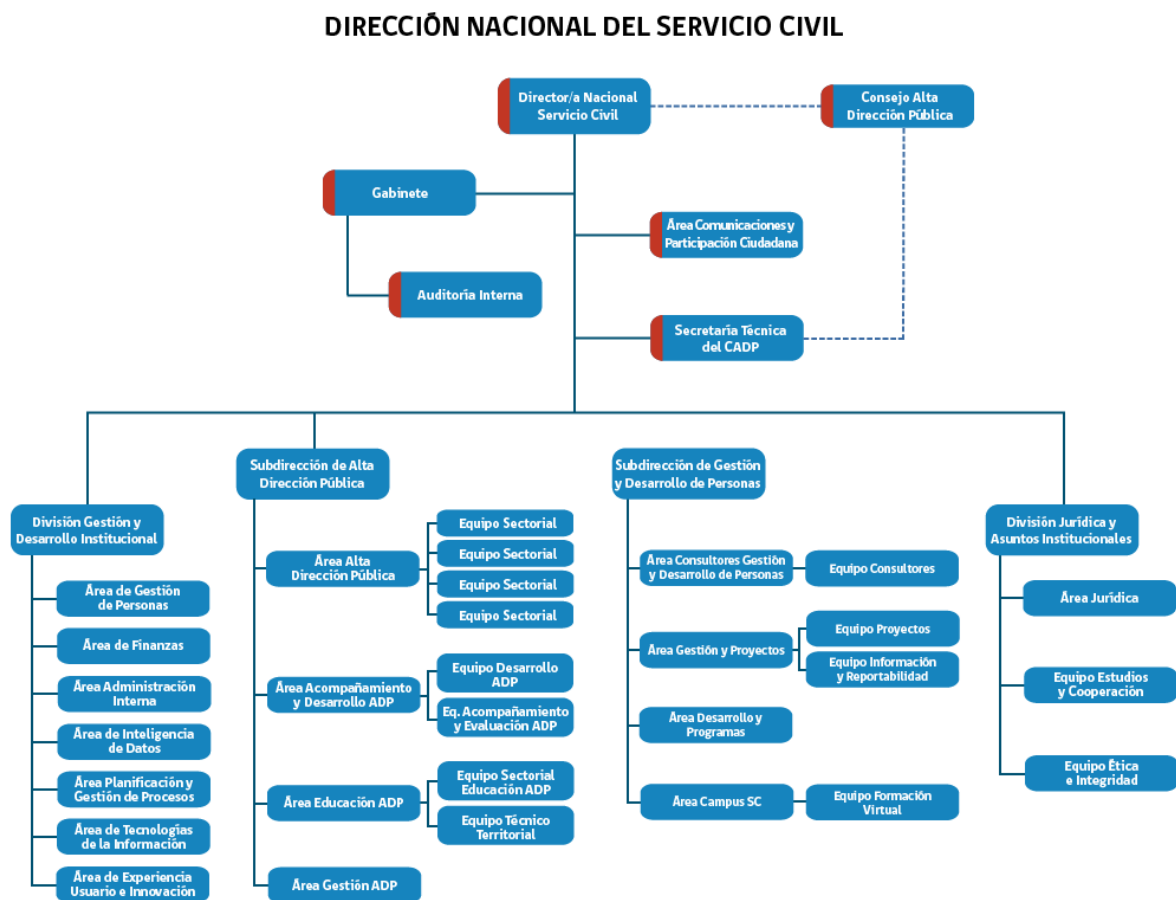 DIRECCIÓN NACIONAL DEL SERVICIO CIVIL
Director/a Nacional
Servicio Civil
Consejo Alta
Dirección Pública
Gabinete
Área Comunicaciones y
Participación Ciudadana
Auditoría Interna
Secretaría Técnica
del CADP
División Gestión y
Desarrollo Institucional
Área de Gestión
de Personas
Área de Finanzas
Área Administración
Interna
Área de Inteligencia
de Datos
Área Planificación y
Gestión de Procesos
Área de Tecnologías
de la Información
Área de Experiencia
Usuario e Innovación
Subdirección de Alta
Dirección Pública
Área Alta
Dirección Pública
Equipo Sectorial
Equipo Sectorial
Equipo Sectorial
Equipo Sectorial
Área Acompañamiento
y Desarrollo ADP
Equipo Desarrollo
ADP
Eq. Acompañamiento
y Evaluación ADP
Área Educación ADP
Equipo Sectorial
Educación ADP
Equipo Técnico
Territorial
Área Gestión ADP
Subdirección de Gestión
y Desarrollo de Personas
Área Consultores Gestión
y Desarrollo de Personas
Equipo Consultores
Área Gestión y Proyectos
Equipo Proyectos
Equipo Información
y Reportabilidad
Área Desarrollo y
Programas
Área Campus SC
Equipo Formación
Virtual
División Jurídica y
Asuntos Institucionales
Área Jurídica
Equipo Estudios
y Cooperación
Equipo Ética
e Integridad